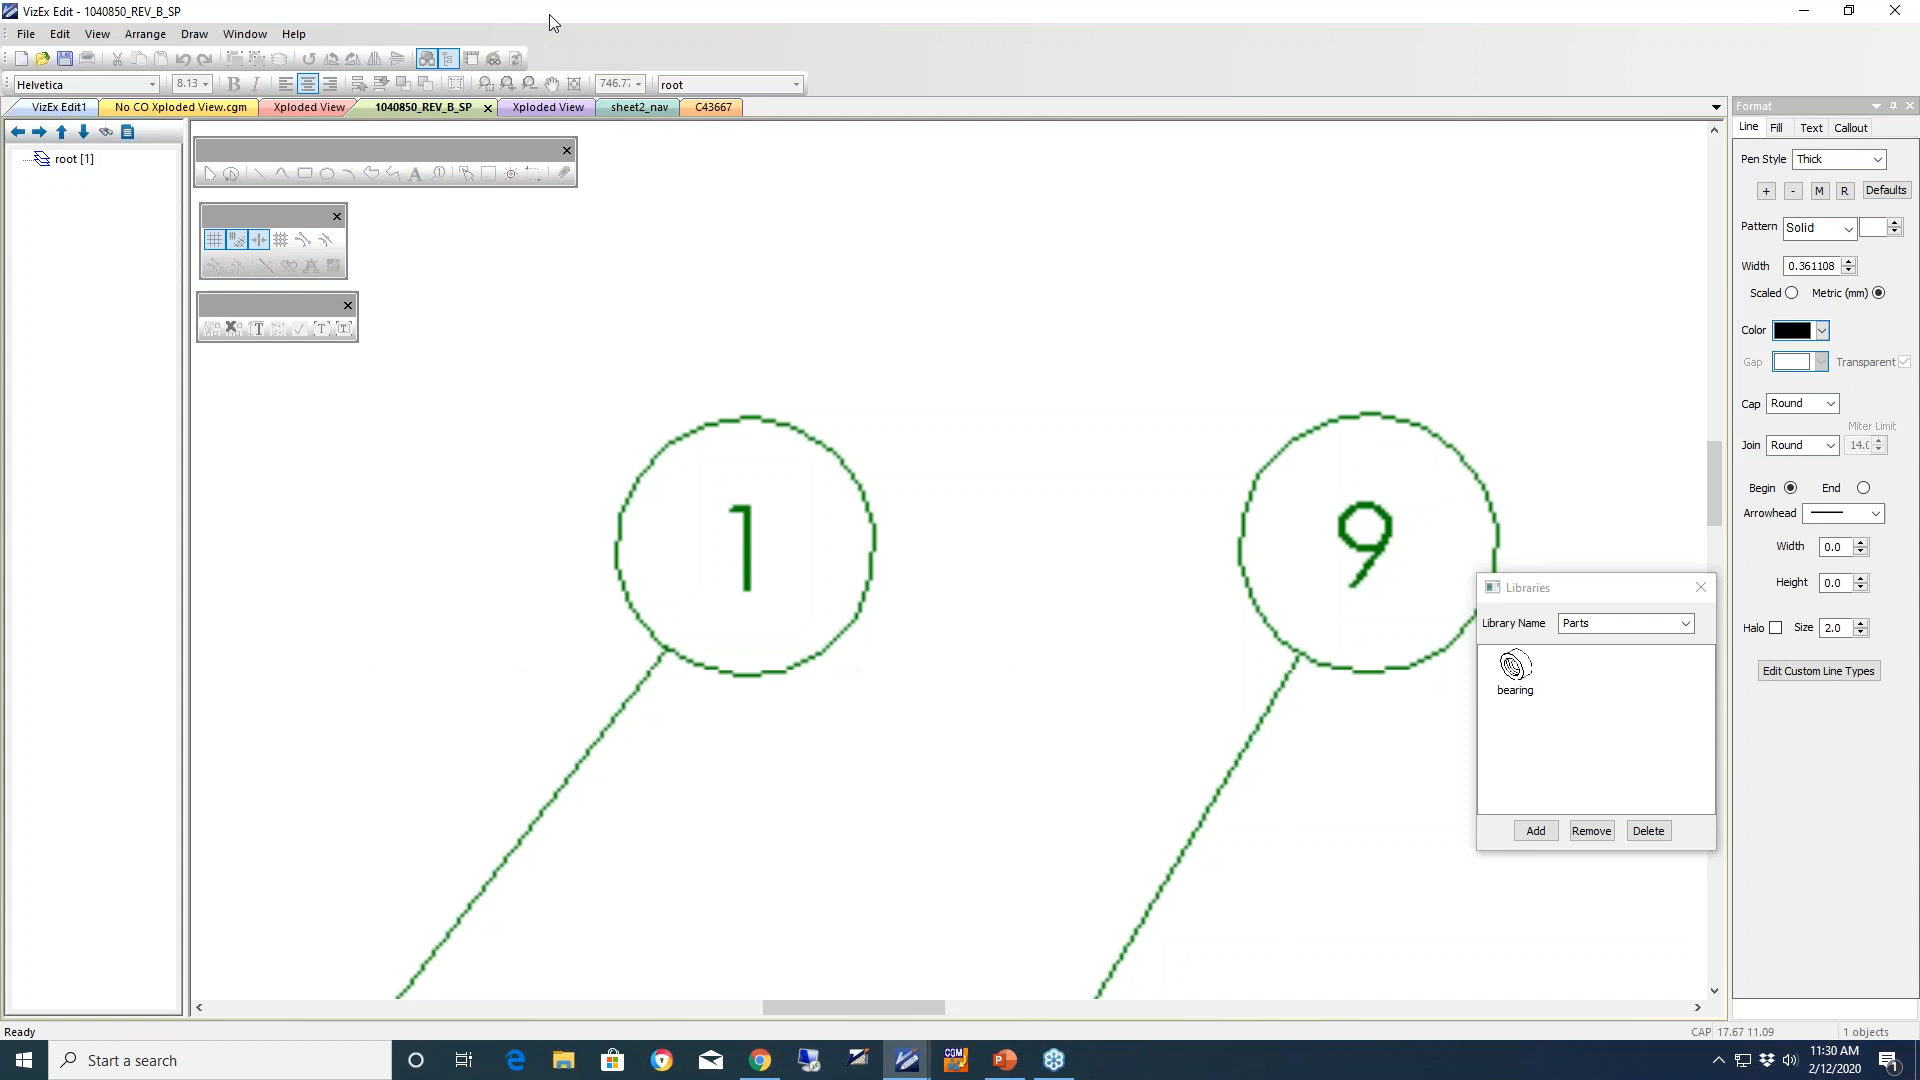 VizEx Edit - 1040850_REV_B_SP
File Edit View Arrange Draw Window Help
Helvetica 8.13 B I 746.7 root
VizEx Edit1 No CO Xploded View.cgm Xploded View 1040850_REV_B_SP Xploded View sheet2_nav C43667
root [1]
1
9
Format
Line Fill Text Callout
Pen Style Thick
+ - M R Defaults
Pattern Solid
Width 0.361108
Scaled Metric (mm)
Color
Gap Transparent
Cap Round
Miter Limit
Join Round 14.0
Begin End
Arrowhead
Width 0.0
Height 0.0
Halo Size 2.0
Edit Custom Line Types
Libraries
Library Name Parts
bearing
Add Remove Delete
Ready
CAP 17.67 11.09 1 objects
Start a search
11:30 AM
2/12/2020